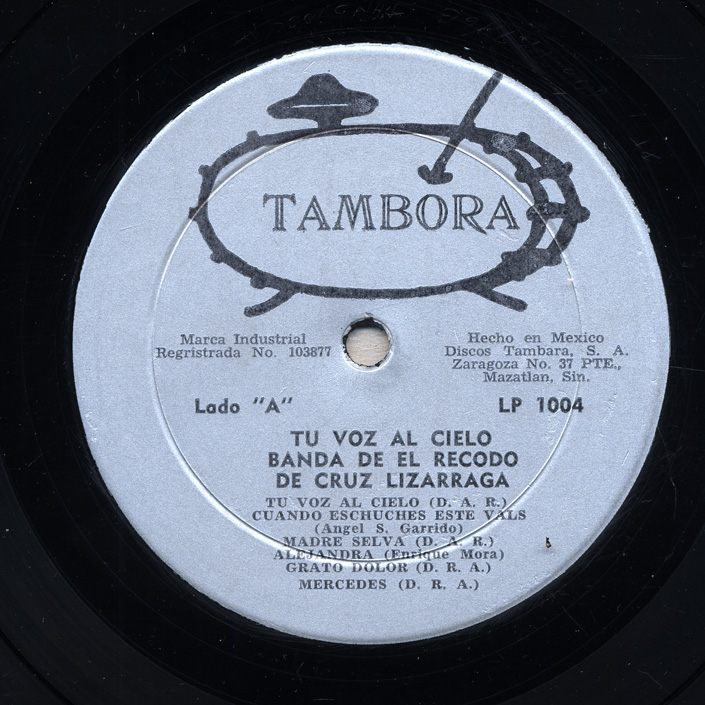 TAMBORA
Marca Industrial
Regristrada No. 103877
Hecho en Mexico
Discos Tambara, S. A.
Zaragoza No. 37 PTE.,
Mazatlan, Sin.
Lado "A"
LP 1004
TU VOZ AL CIELO
BANDA DE EL RECODO
DE CRUZ LIZARRAGA
TU VOZ AL CIELO (D. A. R.)
CUANDO ESCHUCHES ESTE VALS
(Angel S. Garrido)
MADRE SELVA (D. A. R.)
ALEJANDRA (Enrique Mora)
GRATO DOLOR (D. R. A.)
MERCEDES (D. R. A.)